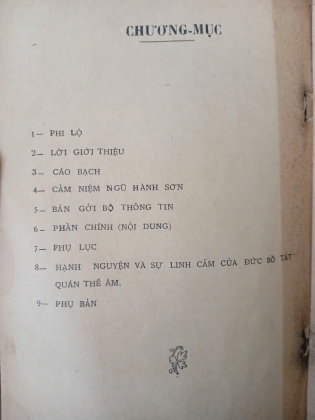 CHƯƠNG-MỤC
1— PHI LỘ
2— LỜI GIỚI THIỆU
3— CÁO BẠCH
4— CẢM NIỆM NGŨ HÀNH SƠN
5— BẢN GỞI BỘ THÔNG TIN
6— PHẦN CHÍNH (NỘI DUNG)
7— PHỤ LỤC
8— HẠNH NGUYỆN VÀ SỰ LINH CẢM CỦA ĐỨC BỒ TÁT
QUÁN THẾ ÂM.
9— PHỤ BẢN